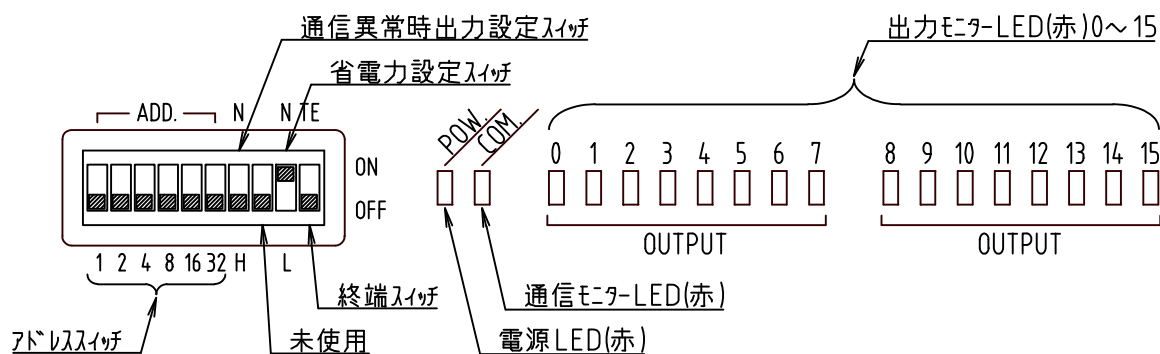 通信異常時出力設定スイッチ
出力モニターLED(赤)0～15
省電力設定スイッチ
ADD. N N TE
POW. COM.
0 1 2 3 4 5 6 7 8 9 10 11 12 13 14 15
ON
OFF
OUTPUT OUTPUT
1 2 4 8 16 32 H L
終端スイッチ
通信モニターLED(赤)
アドレススイッチ
未使用
電源LED(赤)